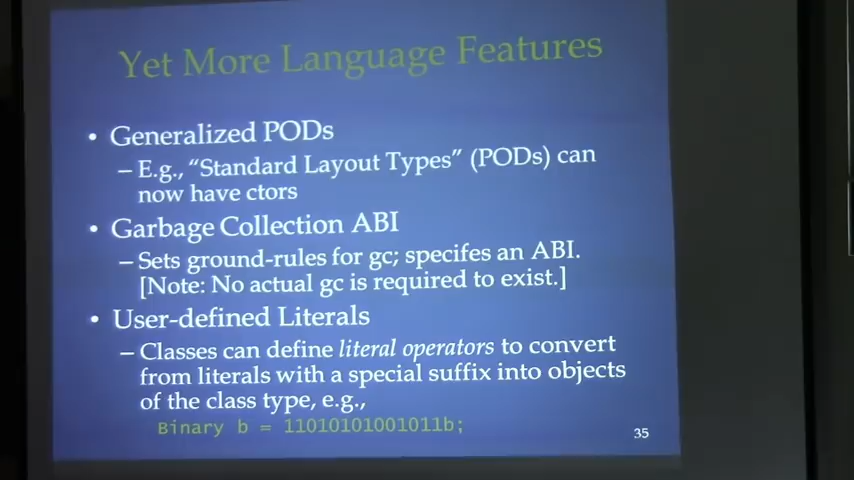 Yet More Language Features
• Generalized PODs
– E.g., “Standard Layout Types” (PODs) can
now have ctors
• Garbage Collection ABI
– Sets ground-rules for gc; specifes an ABI.
[Note: No actual gc is required to exist.]
• User-defined Literals
– Classes can define literal operators to convert
from literals with a special suffix into objects
of the class type, e.g.,
Binary b = 11010101001011b;
35